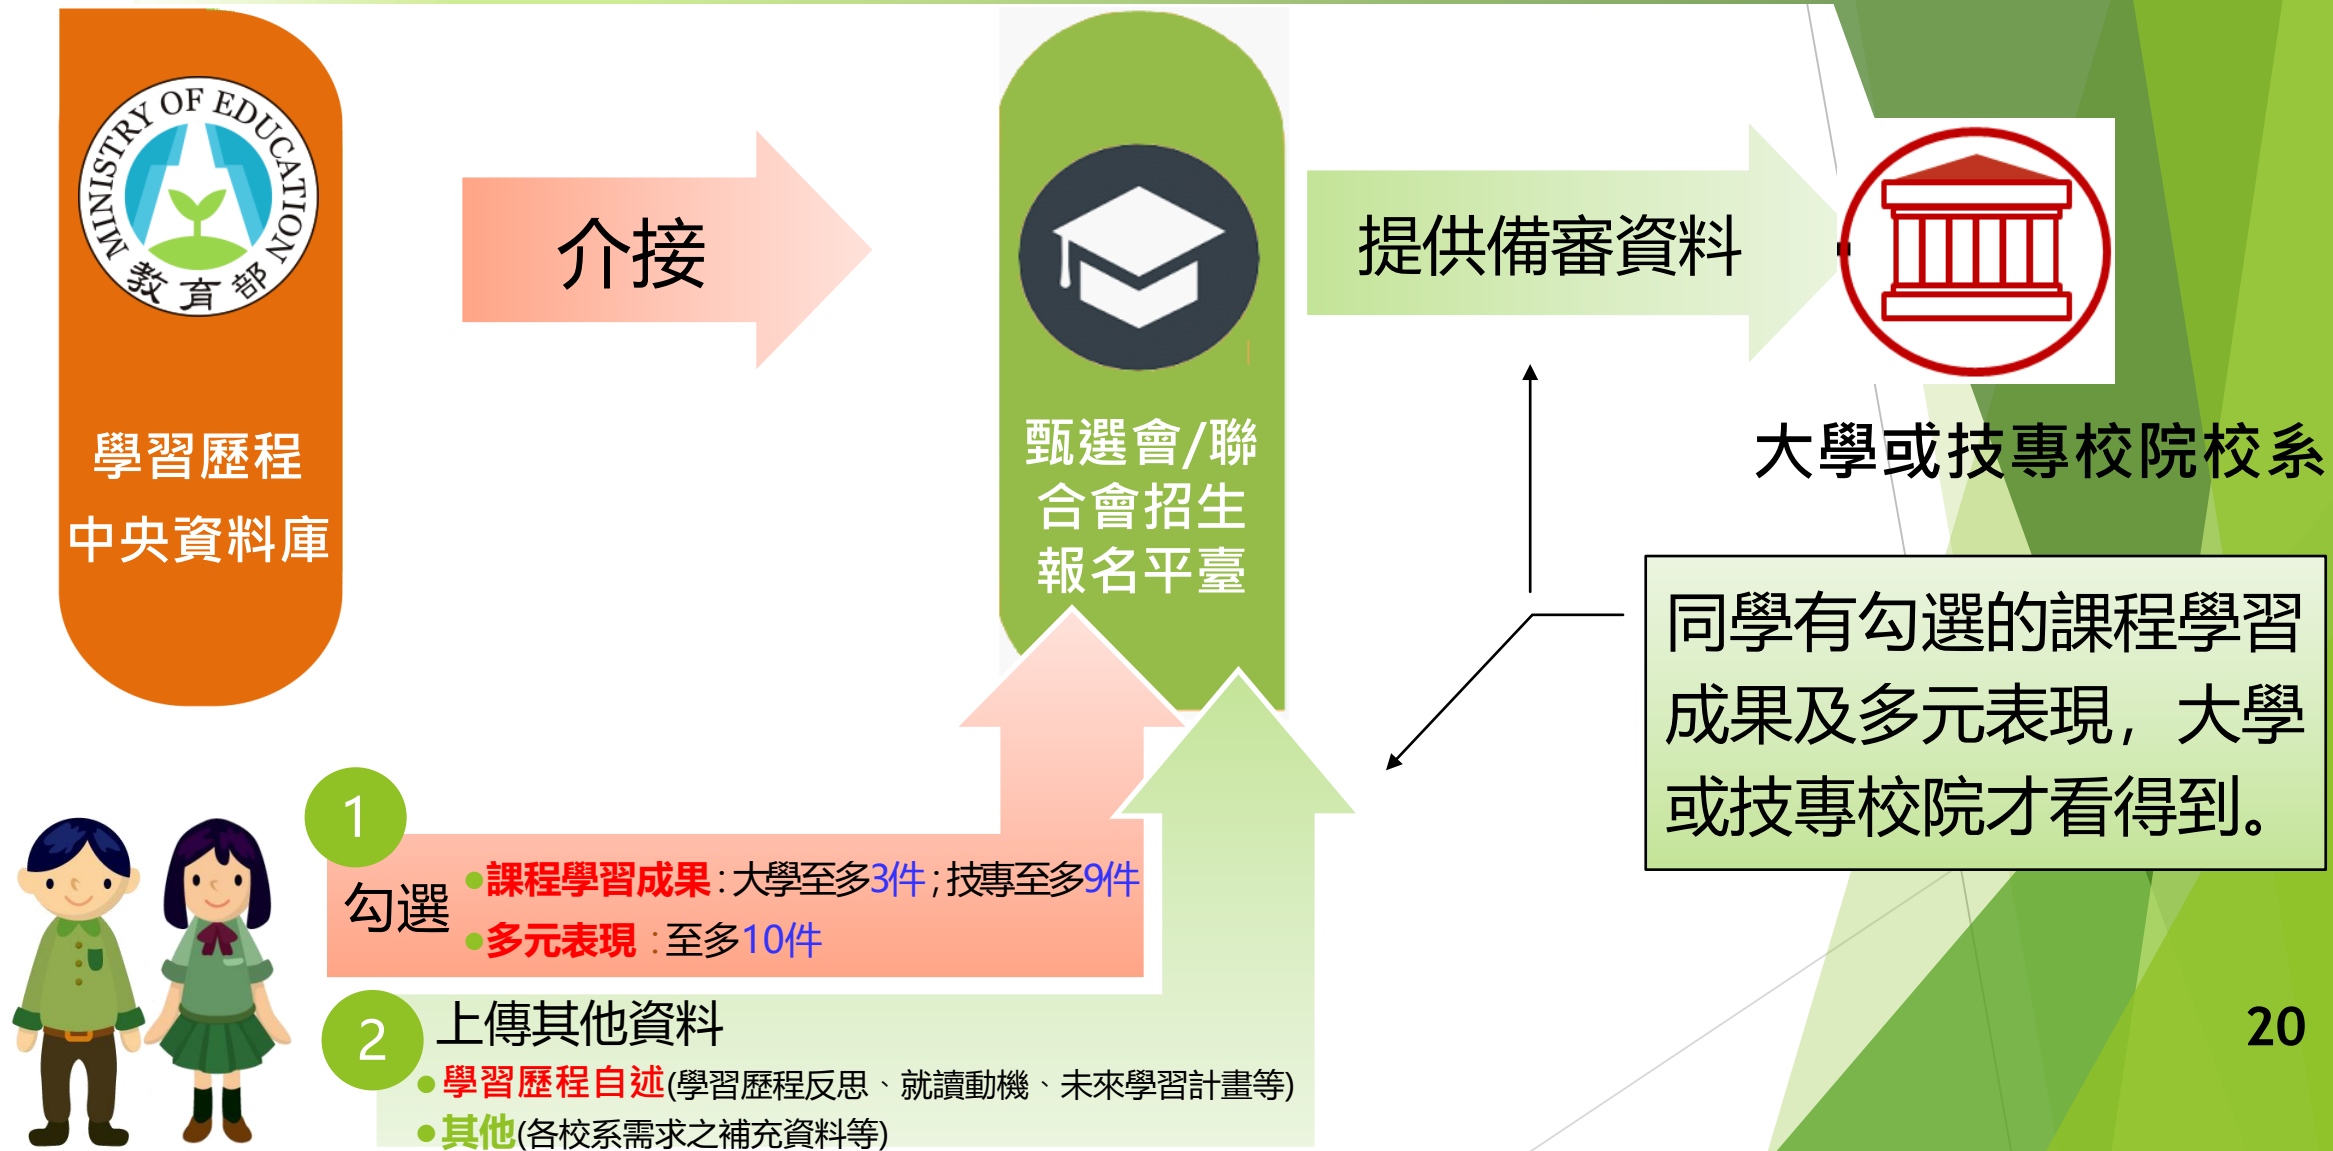 MINISTRY OF EDUCATION
教育部
學習歷程
中央資料庫
介接
甄選會/聯
合會招生
報名平臺
提供備審資料
大學或技專校院校系
同學有勾選的課程學習
成果及多元表現，大學
或技專校院才看得到。
1
勾選
●課程學習成果：大學至多3件；技專至多9件
●多元表現：至多10件
2
上傳其他資料
●學習歷程自述(學習歷程反思、就讀動機、未來學習計畫等)
●其他(各校系需求之補充資料等)
20